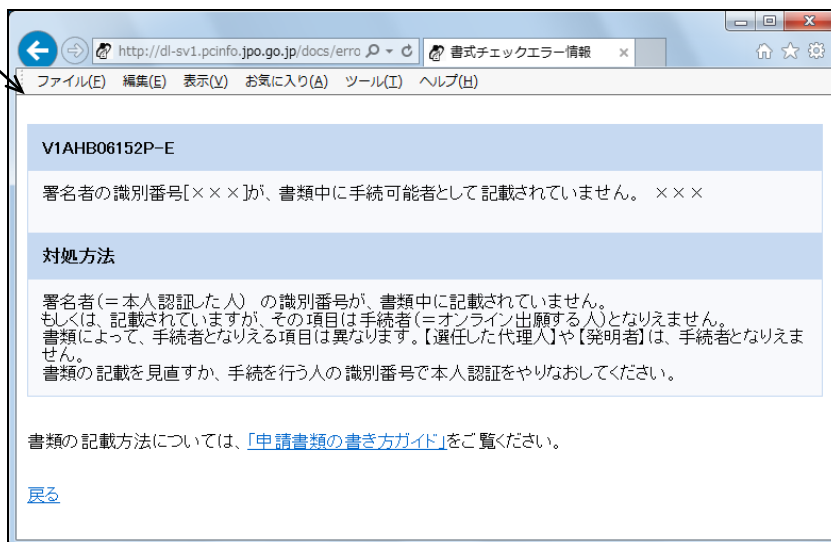 http://dl-sv1.pcinfo.jpo.go.jp/docs/erro
書式チェックエラー情報
ファイル(F) 編集(E) 表示(V) お気に入り(A) ツール(T) ヘルプ(H)
V1AHB06152P-E
署名者の識別番号[×××]が、書類中に手続可能者として記載されていません。 ×××
対処方法
署名者(=本人認証した人) の識別番号が、書類中に記載されていません。
もしくは、記載されていますが、その項目は手続者(=オンライン出願する人)となりえません。
書類によって、手続者となりえる項目は異なります。【選任した代理人】や【発明者】は、手続者となりえま
せん。
書類の記載を見直すか、手続を行う人の識別番号で本人認証をやりなおしてください。
書類の記載方法については、「申請書類の書き方ガイド」をご覧ください。
戻る